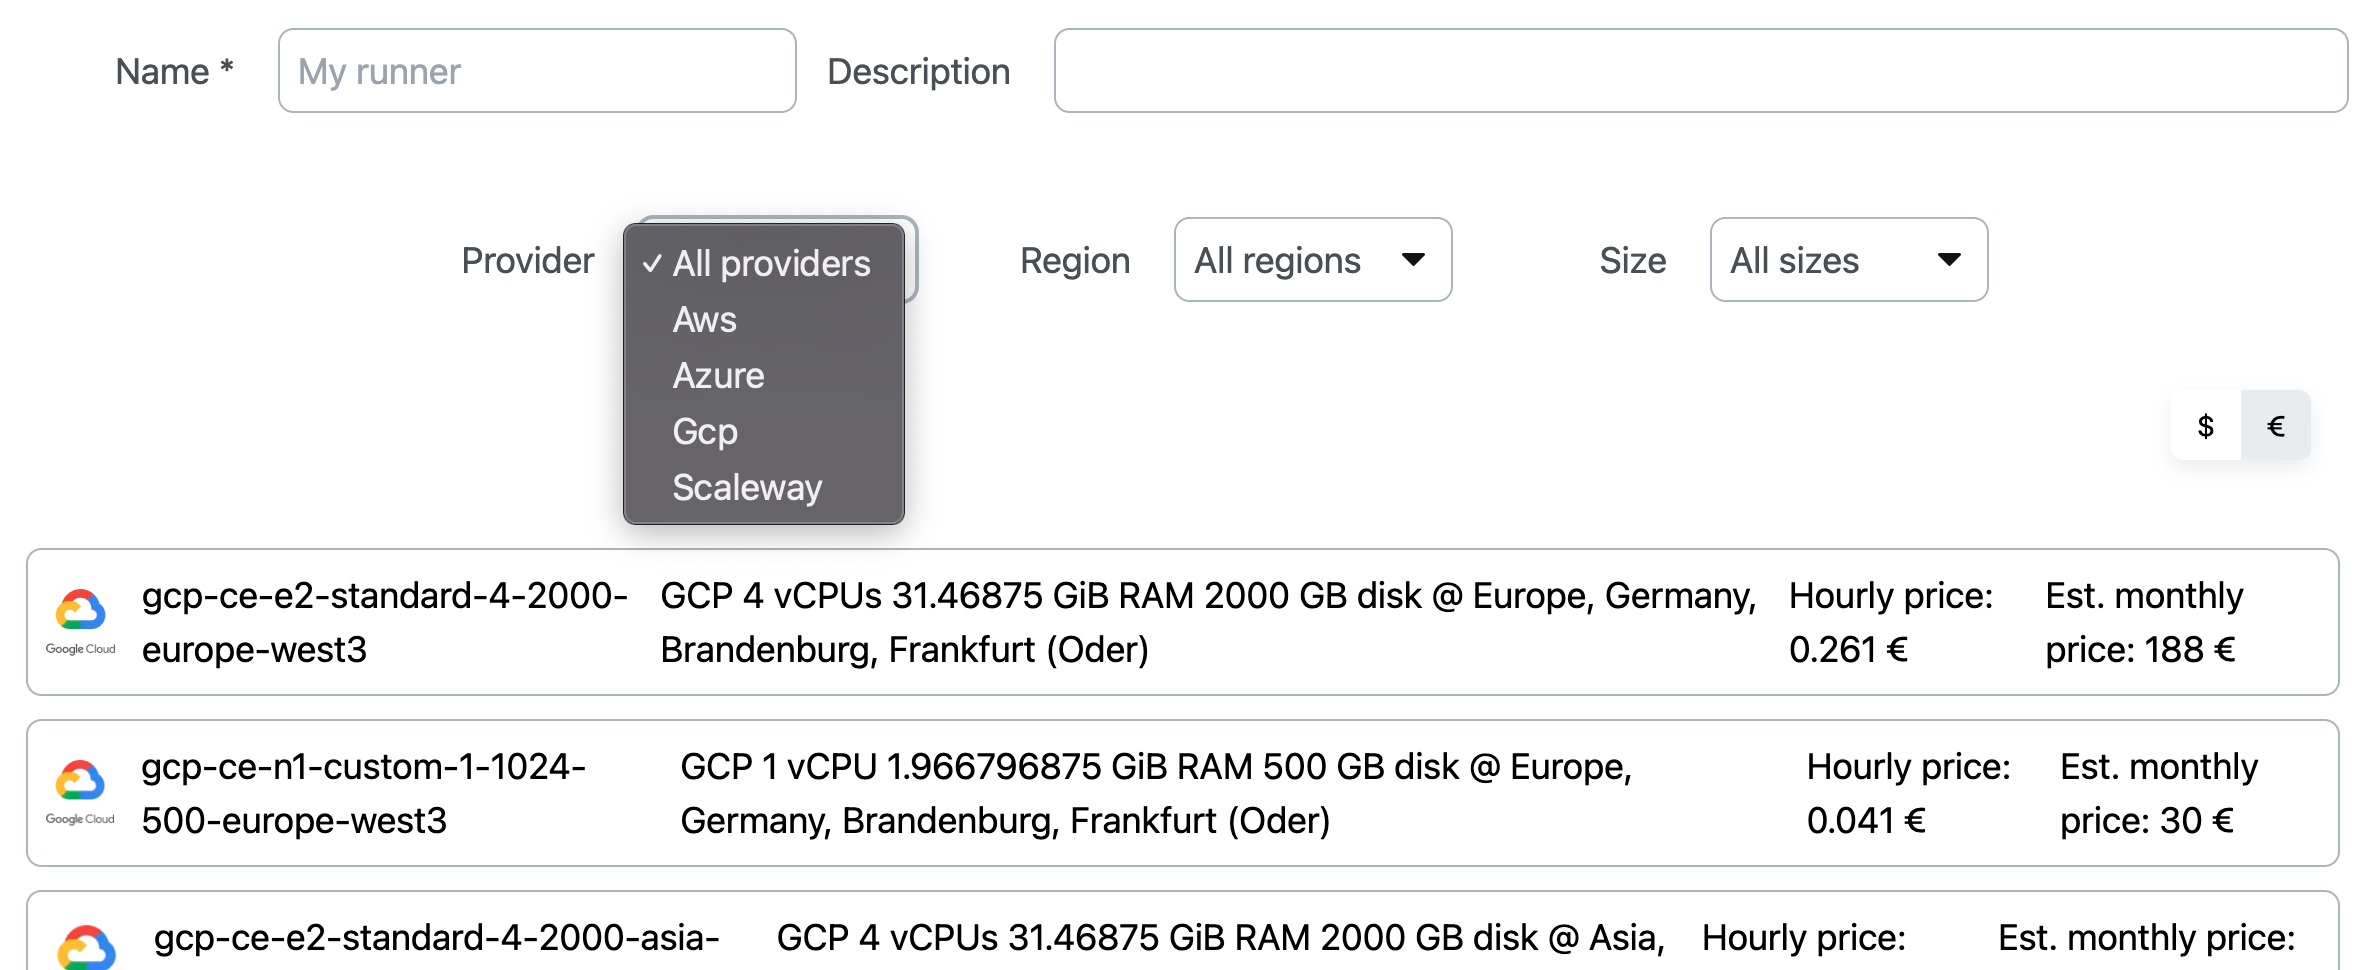 Name *
My runner
Description
Provider
✓ All providers
Aws
Azure
Gcp
Scaleway
Region
All regions
Size
All sizes
$
€
Google Cloud
gcp-ce-e2-standard-4-2000-
europe-west3
GCP 4 vCPUs 31.46875 GiB RAM 2000 GB disk @ Europe, Germany,
Brandenburg, Frankfurt (Oder)
Hourly price:
0.261 €
Est. monthly
price: 188 €
Google Cloud
gcp-ce-n1-custom-1-1024-
500-europe-west3
GCP 1 vCPU 1.966796875 GiB RAM 500 GB disk @ Europe,
Germany, Brandenburg, Frankfurt (Oder)
Hourly price:
0.041 €
Est. monthly
price: 30 €
gcp-ce-e2-standard-4-2000-asia-
GCP 4 vCPUs 31.46875 GiB RAM 2000 GB disk @ Asia,
Hourly price:
Est. monthly price: